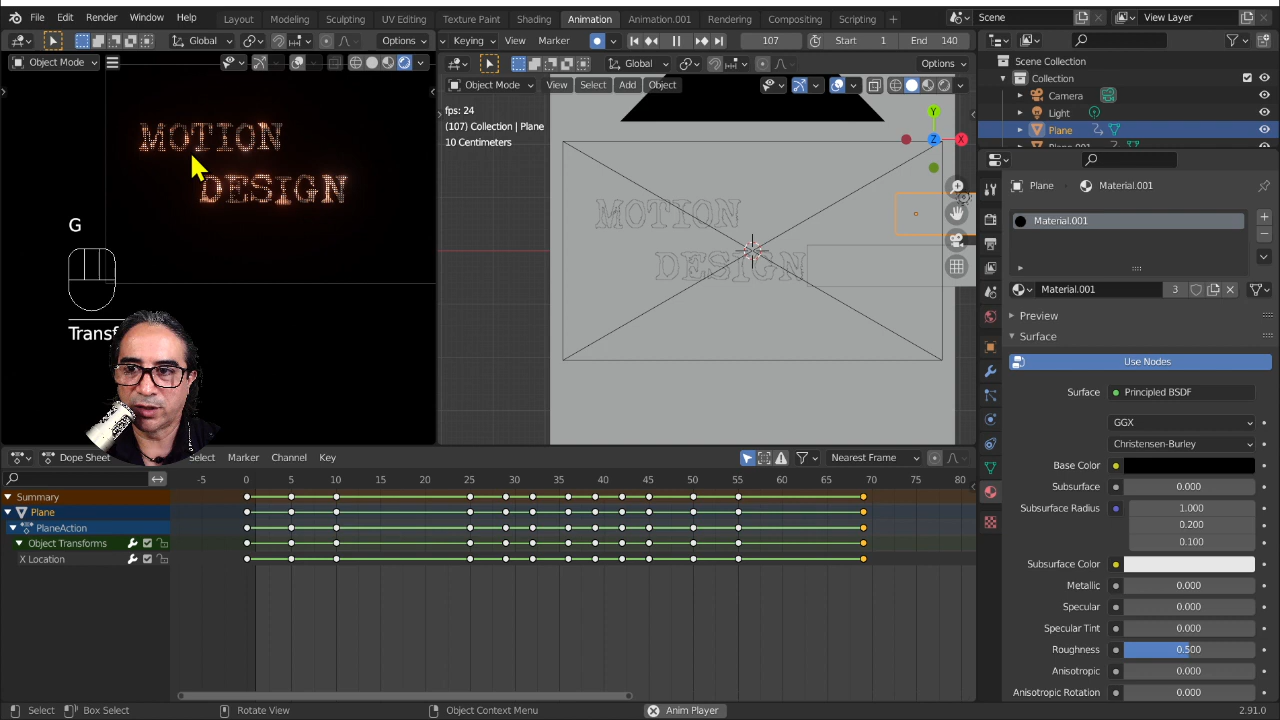 File Edit Render Window Help Layout Modeling Sculpting UV Editing Texture Paint Shading Animation Animation.001 Rendering Compositing Scripting + Scene View Layer
Global Options Keying View Marker 107 Start 1 End 140
Object Mode Global Options
Object Mode View Select Add Object
Scene Collection
Collection
Camera
Light
Plane
fps: 24
(107) Collection | Plane
10 Centimeters
Y
Z X
MOTION
DESIGN
MOTION
DESIGN
G
Plane Material.001
Material.001
Material.001 3
Preview
Surface
Use Nodes
Surface Principled BSDF
GGX
Christensen-Burley
Base Color
Subsurface 0.000
Subsurface Radius 1.000
0.200
0.100
Subsurface Color
Metallic 0.000
Specular 0.000
Specular Tint 0.000
Roughness 0.500
Anisotropic 0.000
Anisotropic Rotation 0.000
Dope Sheet Select Marker Channel Key Nearest Frame
-5 0 5 10 15 20 25 30 35 40 45 50 55 60 65 70 75 80
Summary
Plane
PlaneAction
Object Transforms
X Location
Select Box Select Rotate View Object Context Menu Anim Player 2.91.0